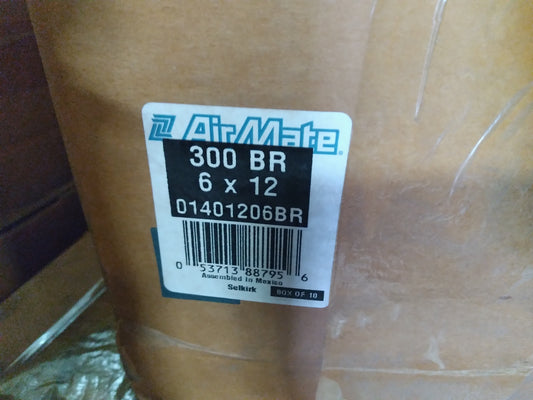 AirMate
300 BR
6 x 12
01401206BR
0 53713 88795 6
Assembled in Mexico
Selkirk
BOX OF 10